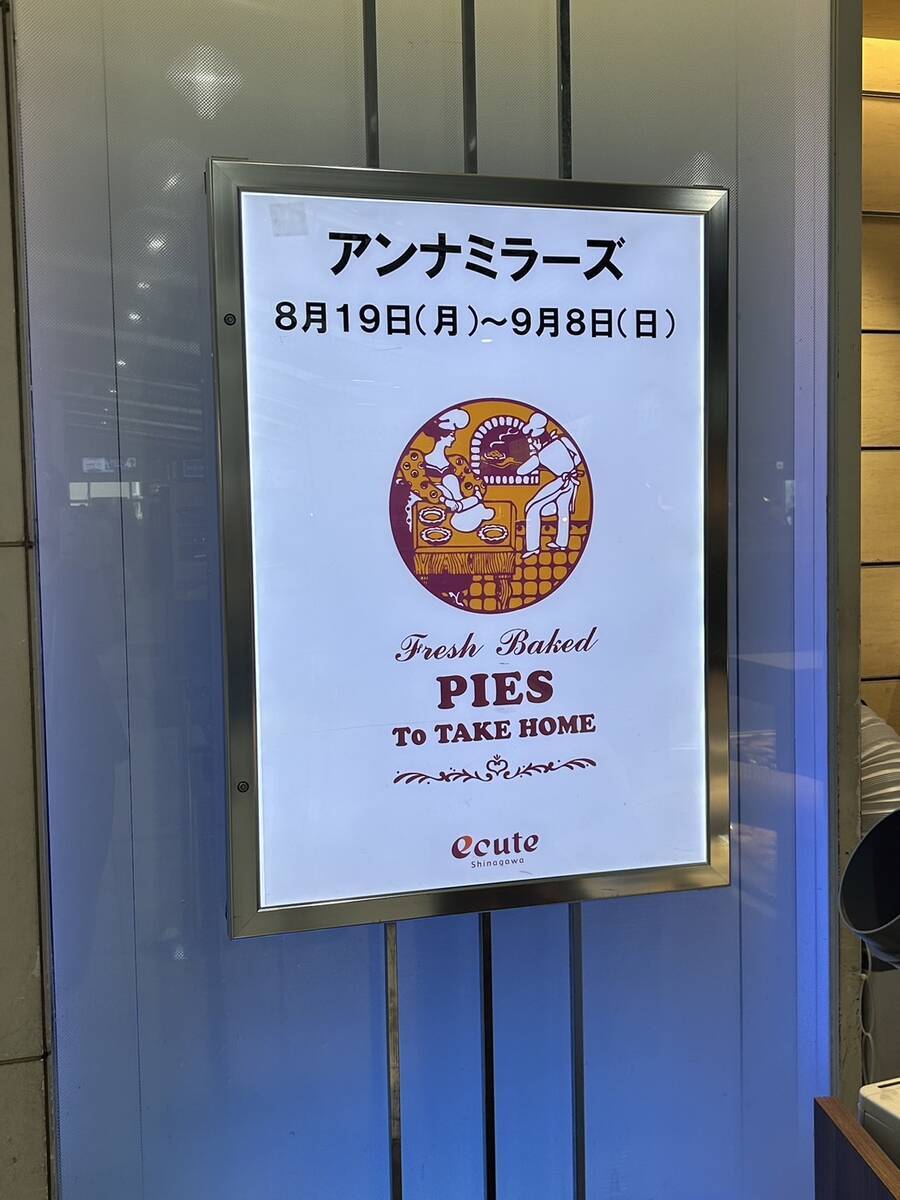 アンナミラーズ
8月19日(月)～9月8日(日)
Fresh Baked
PIES
To TAKE HOME
ecute
Shinagawa